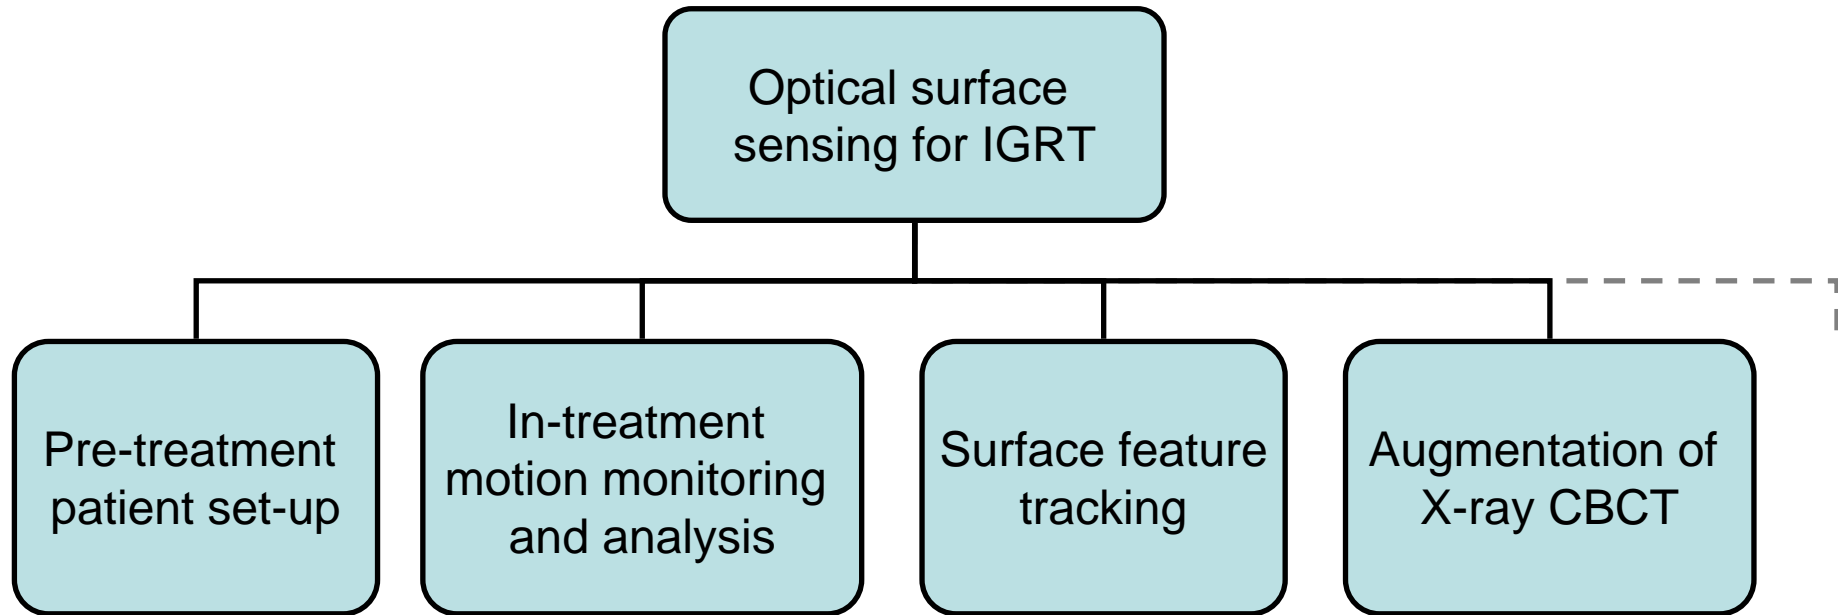 Optical surface
sensing for IGRT
Pre-treatment
patient set-up
In-treatment
motion monitoring
and analysis
Surface feature
tracking
Augmentation of
X-ray CBCT